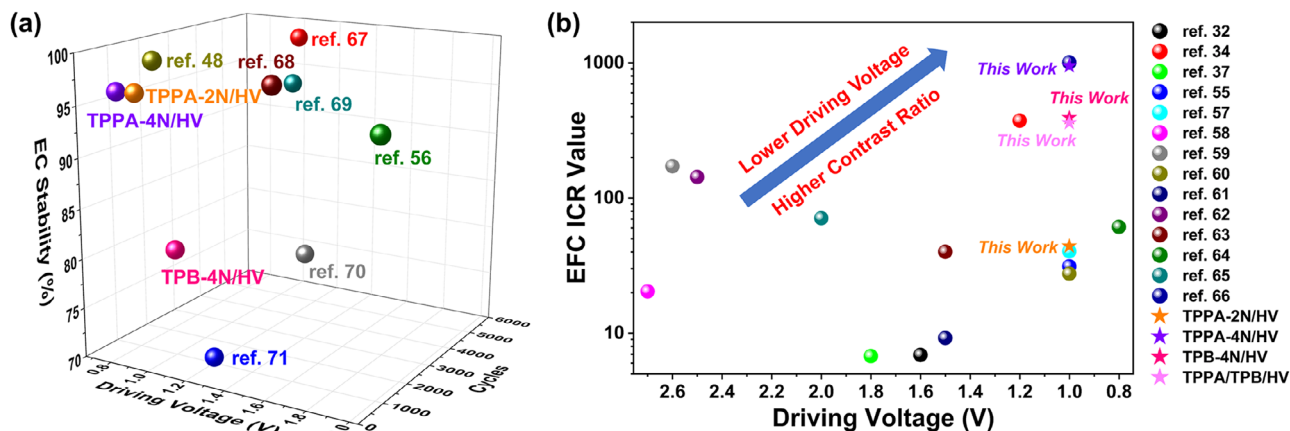 (a)
100
95
90
85
80
75
70
EC Stability (%)
ref. 67
ref. 48
ref. 68
TPPA-2N/HV
ref. 69
TPPA-4N/HV
ref. 56
TPB-4N/HV
ref. 70
ref. 71
0.8
1.0
1.2
1.4
1.6
1.8
Driving Voltage (V)
0
1000
2000
3000
4000
5000
6000
Cycles
(b)
1000
100
10
EFC ICR Value
Lower Driving Voltage
Higher Contrast Ratio
This Work
This Work
This Work
This Work
2.6 2.4 2.2 2.0 1.8 1.6 1.4 1.2 1.0 0.8
Driving Voltage (V)
ref. 32
ref. 34
ref. 37
ref. 55
ref. 57
ref. 58
ref. 59
ref. 60
ref. 61
ref. 62
ref. 63
ref. 64
ref. 65
ref. 66
TPPA-2N/HV
TPPA-4N/HV
TPB-4N/HV
TPPA/TPB/HV